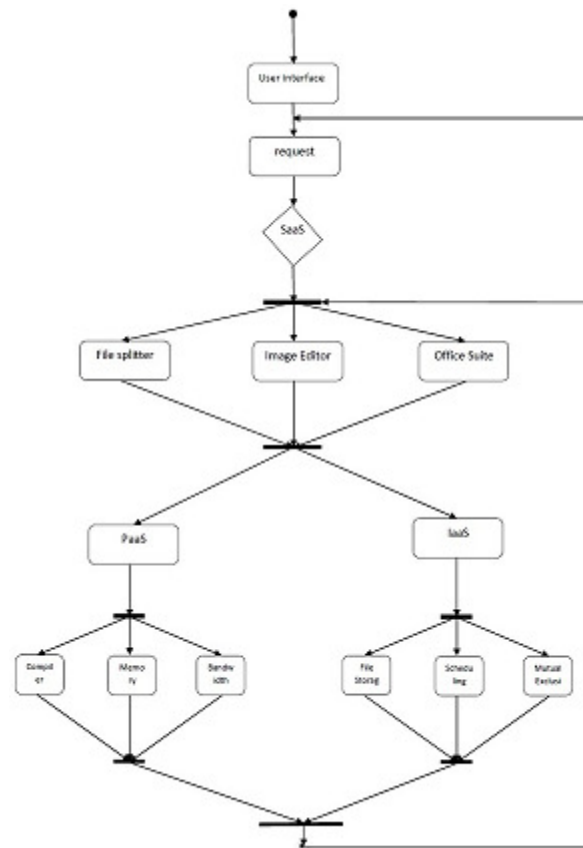 User Interface
request
SaaS
File splitter
Image Editor
Office Suite
PaaS
IaaS
Compil
er
Memo
ry
Bandw
idth
File
Storag
Schedu
ling
Mutual
Exclusi